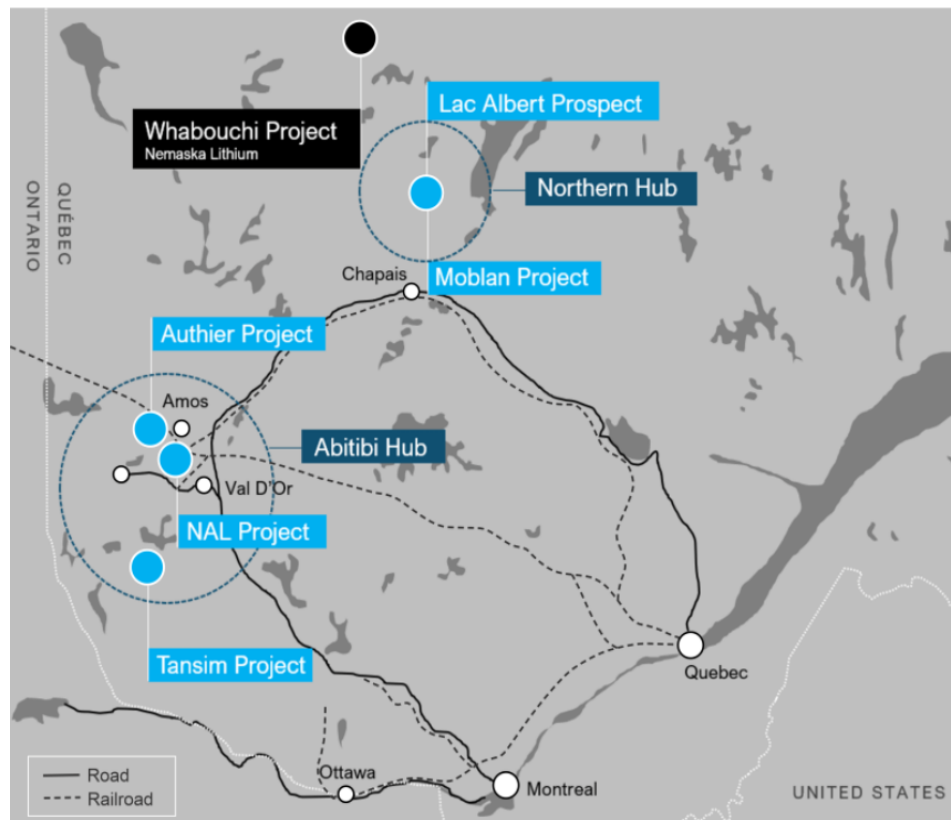 Lac Albert Prospect
Whabouchi Project
Nemaska Lithium
Northern Hub
QUÉBEC
ONTARIO
Chapais
Moblan Project
Authier Project
Amos
Abitibi Hub
Val D'Or
NAL Project
Tansim Project
Quebec
Road
Railroad
Ottawa
Montreal
UNITED STATES